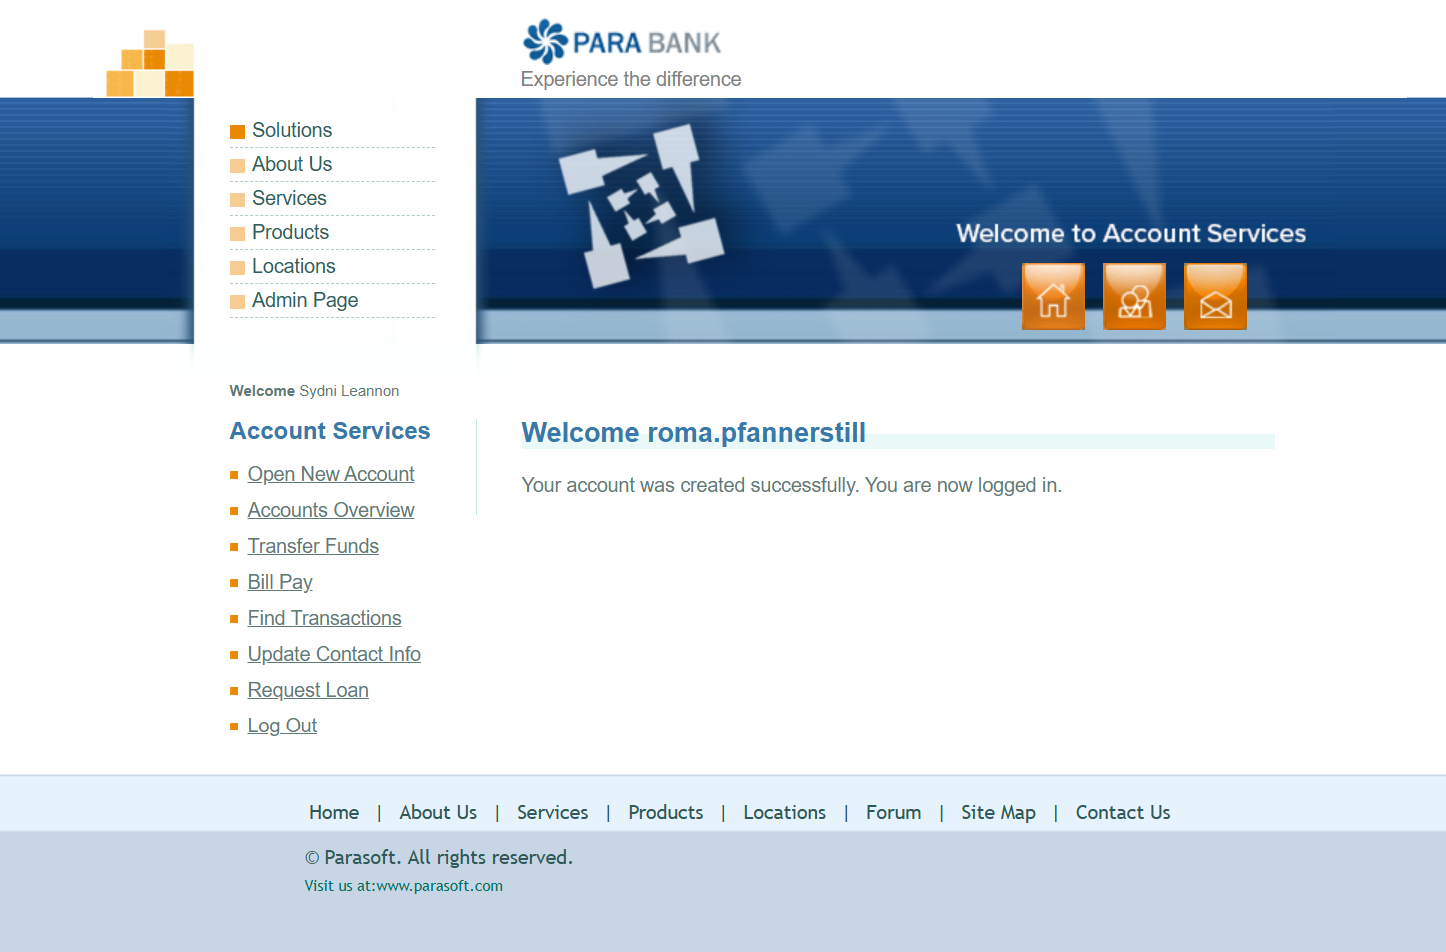 PARA BANK
Experience the difference
Solutions
About Us
Services
Products
Locations
Admin Page
Welcome to Account Services
Welcome Sydni Leannon
Account Services
Open New Account
Accounts Overview
Transfer Funds
Bill Pay
Find Transactions
Update Contact Info
Request Loan
Log Out
Welcome roma.pfannerstill
Your account was created successfully. You are now logged in.
Home | About Us | Services | Products | Locations | Forum | Site Map | Contact Us
© Parasoft. All rights reserved.
Visit us at:www.parasoft.com